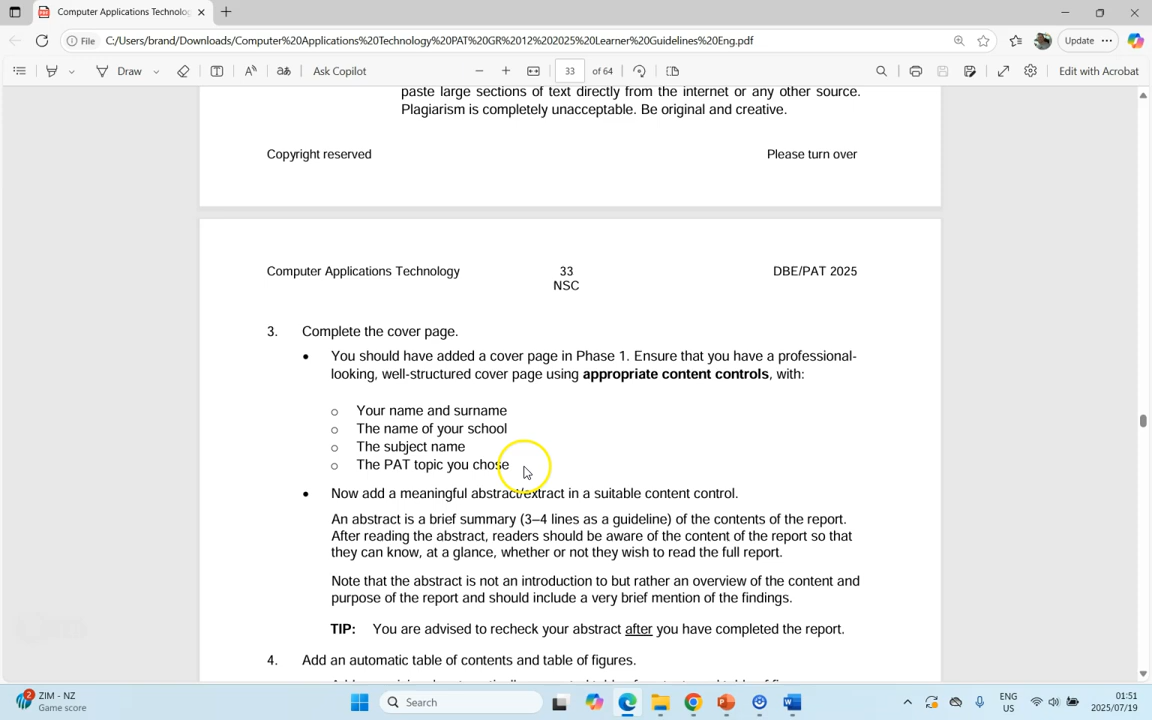 Computer Applications Technolog
File
C:/Users/brand/Downloads/Computer%20Applications%20Technology%20PAT%20GR%2012%202025%20Learner%20Guidelines%20Eng.pdf
Update
Draw
Ask Copilot
33
of 64
Edit with Acrobat
paste large sections of text directly from the internet or any other source.
Plagiarism is completely unacceptable. Be original and creative.
Copyright reserved
Please turn over
Computer Applications Technology
33
DBE/PAT 2025
NSC
3. Complete the cover page.
• You should have added a cover page in Phase 1. Ensure that you have a professional-
looking, well-structured cover page using appropriate content controls, with:
o Your name and surname
o The name of your school
o The subject name
o The PAT topic you chose
• Now add a meaningful abstract/extract in a suitable content control.
An abstract is a brief summary (3–4 lines as a guideline) of the contents of the report.
After reading the abstract, readers should be aware of the content of the report so that
they can know, at a glance, whether or not they wish to read the full report.
Note that the abstract is not an introduction to but rather an overview of the content and
purpose of the report and should include a very brief mention of the findings.
TIP: You are advised to recheck your abstract after you have completed the report.
4. Add an automatic table of contents and table of figures.
2
ZIM - NZ
Game score
Search
ENG
US
01:51
2025/07/19